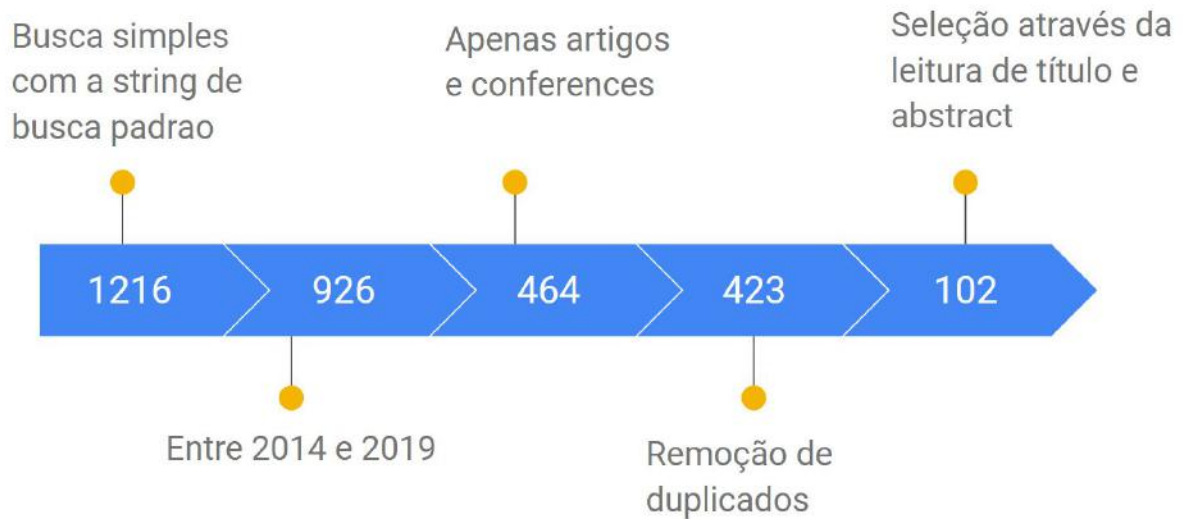 Busca simples
com a string de
busca padrao
Apenas artigos
e conferences
Seleção através da
leitura de título e
abstract
1216
926
464
423
102
Entre 2014 e 2019
Remoção de
duplicados